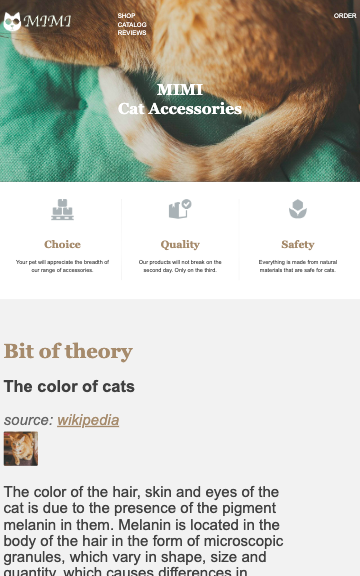 MIMI
SHOP
CATALOG
REVIEWS
ORDER
MIMI
Cat Accessories
Choice
Your pet will appreciate the breadth of
our range of accessories.
Quality
Our products will not break on the
second day. Only on the third.
Safety
Everything is made from natural
materials that are safe for cats.
Bit of theory
The color of cats
source: wikipedia
The color of the hair, skin and eyes of the
cat is due to the presence of the pigment
melanin in them. Melanin is located in the
body of the hair in the form of microscopic
granules, which vary in shape, size and
quantity, which causes differences in